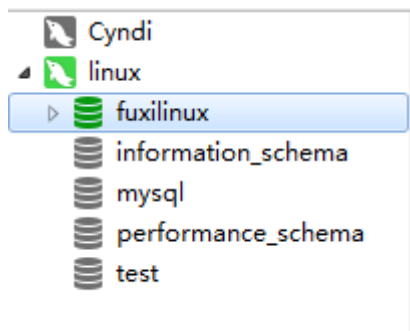 Cyndi
linux
fuxilinux
information_schema
mysql
performance_schema
test